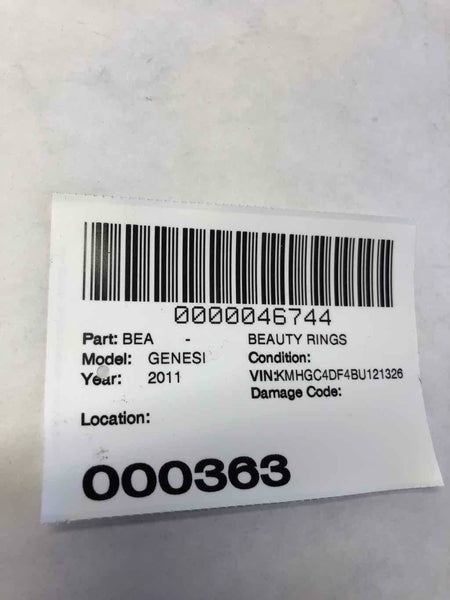 0000046744
Part: BEA - BEAUTY RINGS
Model: GENESI Condition:
Year: 2011 VIN:KMHGC4DF4BU121326
Damage Code:
Location:
000363